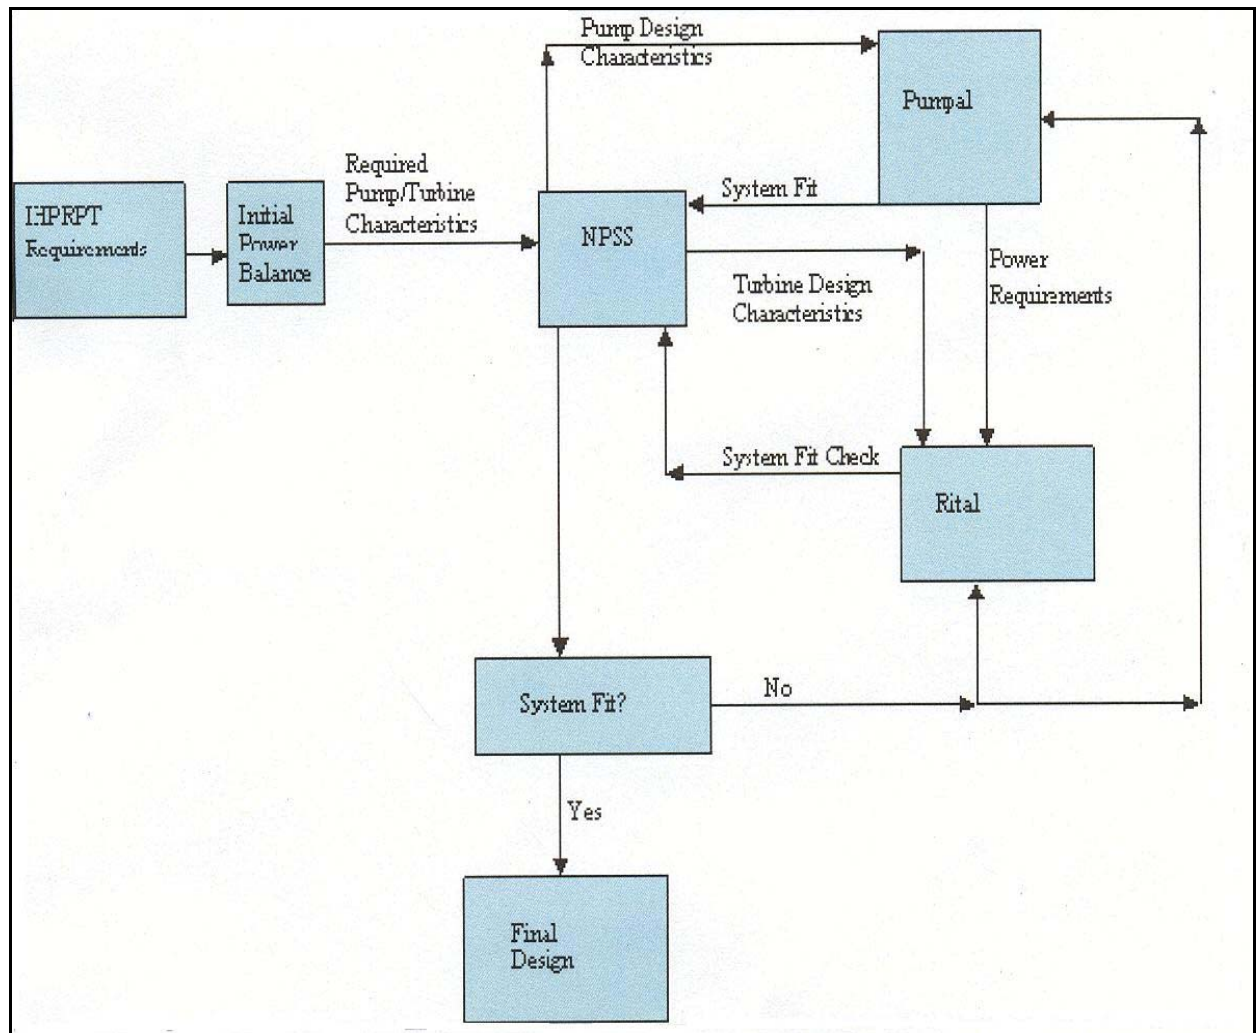 Pump Design
Characteristics
Pumpal
Required
Pump/Turbine
Characteristics
System Fit
IHPRPT
Requirements
Initial
Power
Balance
NPSS
Power
Requirements
Turbine Design
Characteristics
System Fit Check
Rital
No
System Fit?
Yes
Final
Design